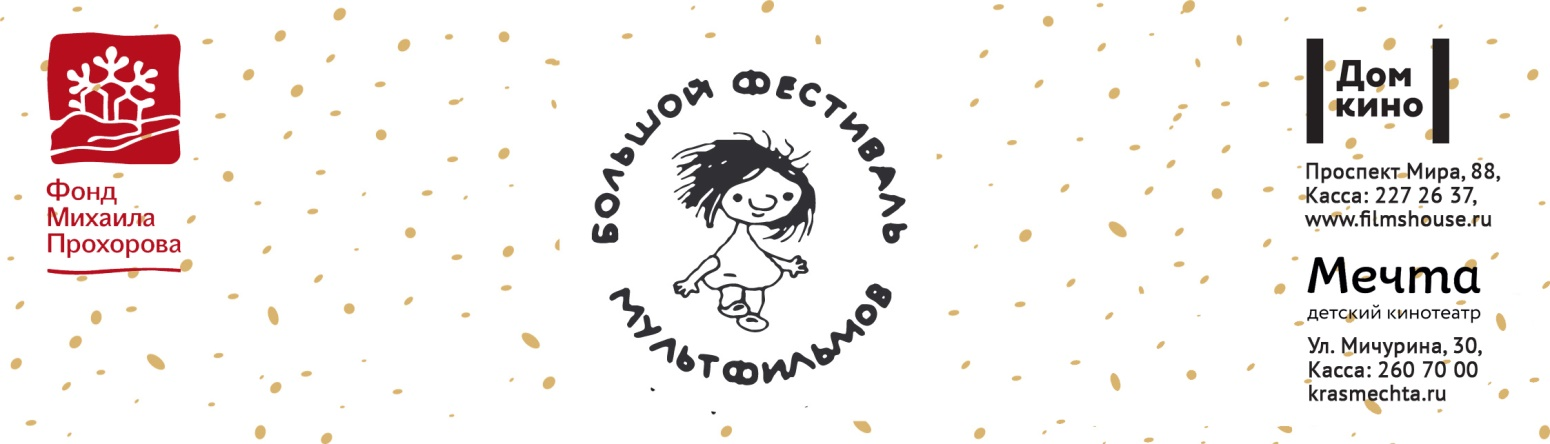 Фонд
Михаила
Прохорова
БОЛЬШОЙ ФЕСТИВАЛЬ
МУЛЬТФИЛЬМОВ
Дом
кино
Проспект Мира, 88,
Касса: 227 26 37,
www.filmshouse.ru
Мечта
детский кинотеатр
Ул. Мичурина, 30,
Касса: 260 70 00
krasmechta.ru